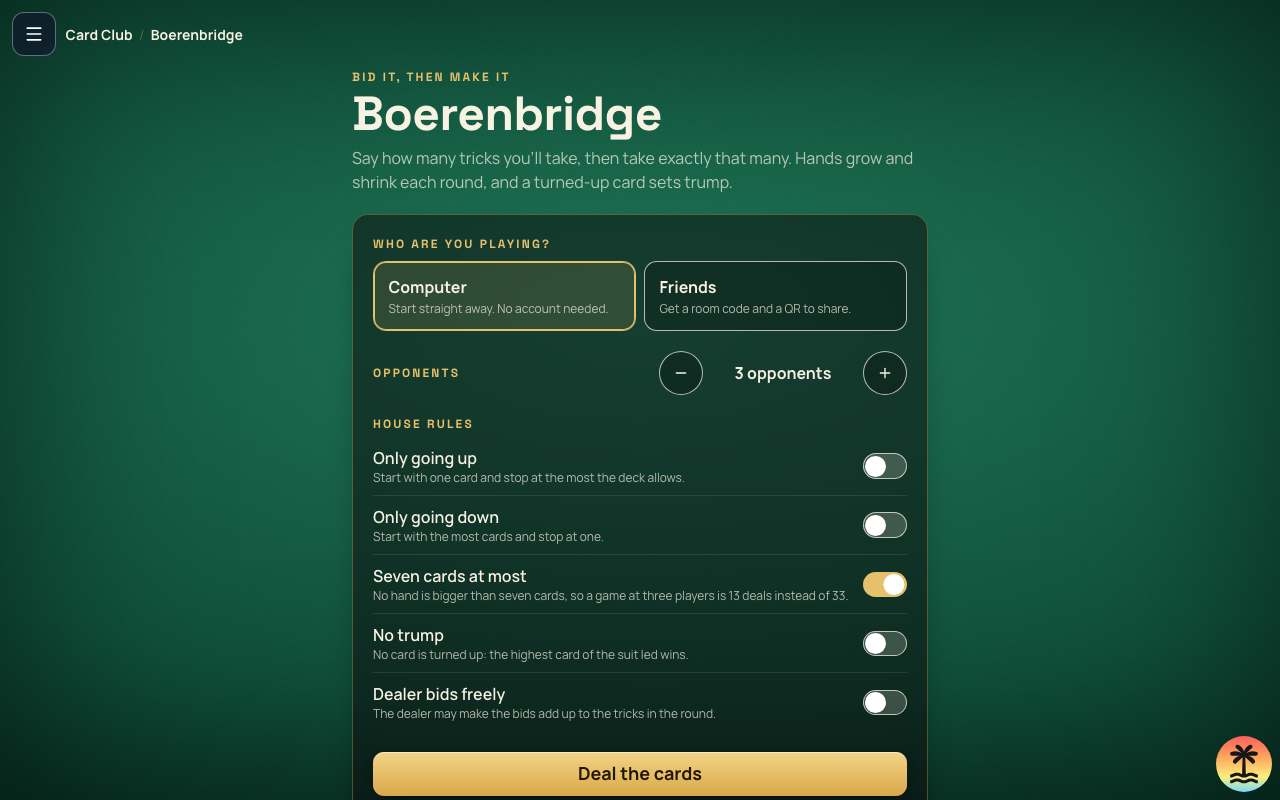 Card Club / Boerenbridge
BID IT, THEN MAKE IT
Boerenbridge
Say how many tricks you'll take, then take exactly that many. Hands grow and
shrink each round, and a turned-up card sets trump.
WHO ARE YOU PLAYING?
Computer
Start straight away. No account needed.
Friends
Get a room code and a QR to share.
OPPONENTS
− 3 opponents +
HOUSE RULES
Only going up
Start with one card and stop at the most the deck allows.
Only going down
Start with the most cards and stop at one.
Seven cards at most
No hand is bigger than seven cards, so a game at three players is 13 deals instead of 33.
No trump
No card is turned up: the highest card of the suit led wins.
Dealer bids freely
The dealer may make the bids add up to the tricks in the round.
Deal the cards